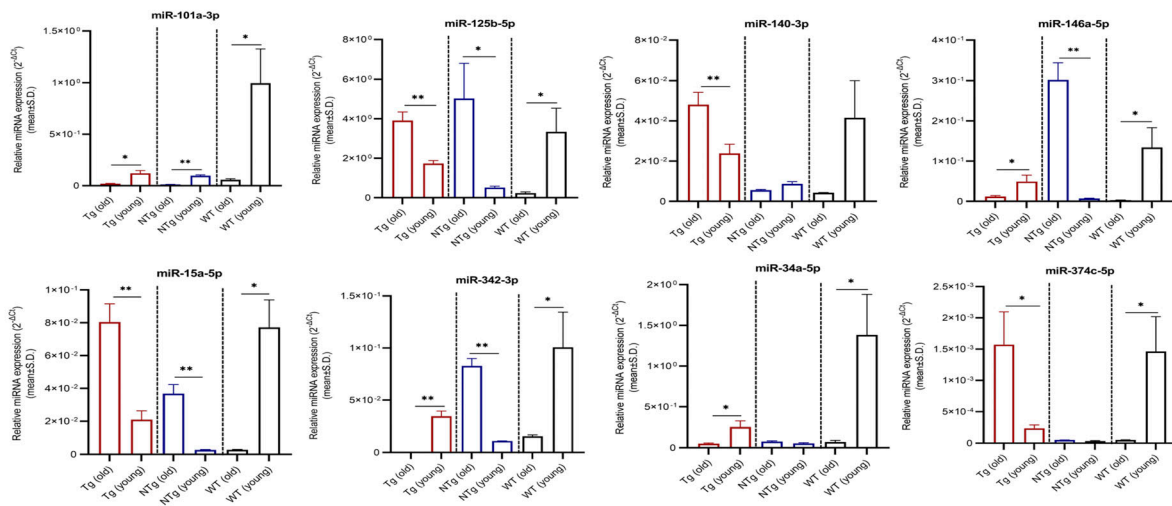 miR-101a-3p
Relative miRNA expression (2^-ΔCt)
(mean±S.D.)
1.5×10⁰
1×10⁰
5×10⁻¹
0
*
**
*
Tg (old)
Tg (young)
NTg (old)
NTg (young)
WT (old)
WT (young)
miR-125b-5p
Relative miRNA expression (2^-ΔCt)
(mean±S.D.)
8×10⁰
6×10⁰
4×10⁰
2×10⁰
0
**
*
*
Tg (old)
Tg (young)
NTg (old)
NTg (young)
WT (old)
WT (young)
miR-140-3p
Relative miRNA expression (2^-ΔCt)
(mean±S.D.)
8×10⁻²
6×10⁻²
4×10⁻²
2×10⁻²
0
**
Tg (old)
Tg (young)
NTg (old)
NTg (young)
WT (old)
WT (young)
miR-146a-5p
Relative miRNA expression (2^-ΔCt)
(mean±S.D.)
4×10⁻¹
3×10⁻¹
2×10⁻¹
1×10⁻¹
0
*
**
*
Tg (old)
Tg (young)
NTg (old)
NTg (young)
WT (old)
WT (young)
miR-15a-5p
Relative miRNA expression (2^-ΔCt)
(mean±S.D.)
1×10⁻¹
8×10⁻²
6×10⁻²
4×10⁻²
2×10⁻²
0
**
**
*
Tg (old)
Tg (young)
NTg (old)
NTg (young)
WT (old)
WT (young)
miR-342-3p
Relative miRNA expression (2^-ΔCt)
(mean±S.D.)
1.5×10⁻¹
1×10⁻¹
5×10⁻²
0
**
**
*
Tg (old)
Tg (young)
NTg (old)
NTg (young)
WT (old)
WT (young)
miR-34a-5p
Relative miRNA expression (2^-ΔCt)
(mean±S.D.)
2×10⁰
1.5×10⁰
1×10⁰
5×10⁻¹
0
*
*
Tg (old)
Tg (young)
NTg (old)
NTg (young)
WT (old)
WT (young)
miR-374c-5p
Relative miRNA expression (2^-ΔCt)
(mean±S.D.)
2.5×10⁻³
2×10⁻³
1.5×10⁻³
1×10⁻³
5×10⁻⁴
0
*
*
Tg (old)
Tg (young)
NTg (old)
NTg (young)
WT (old)
WT (young)